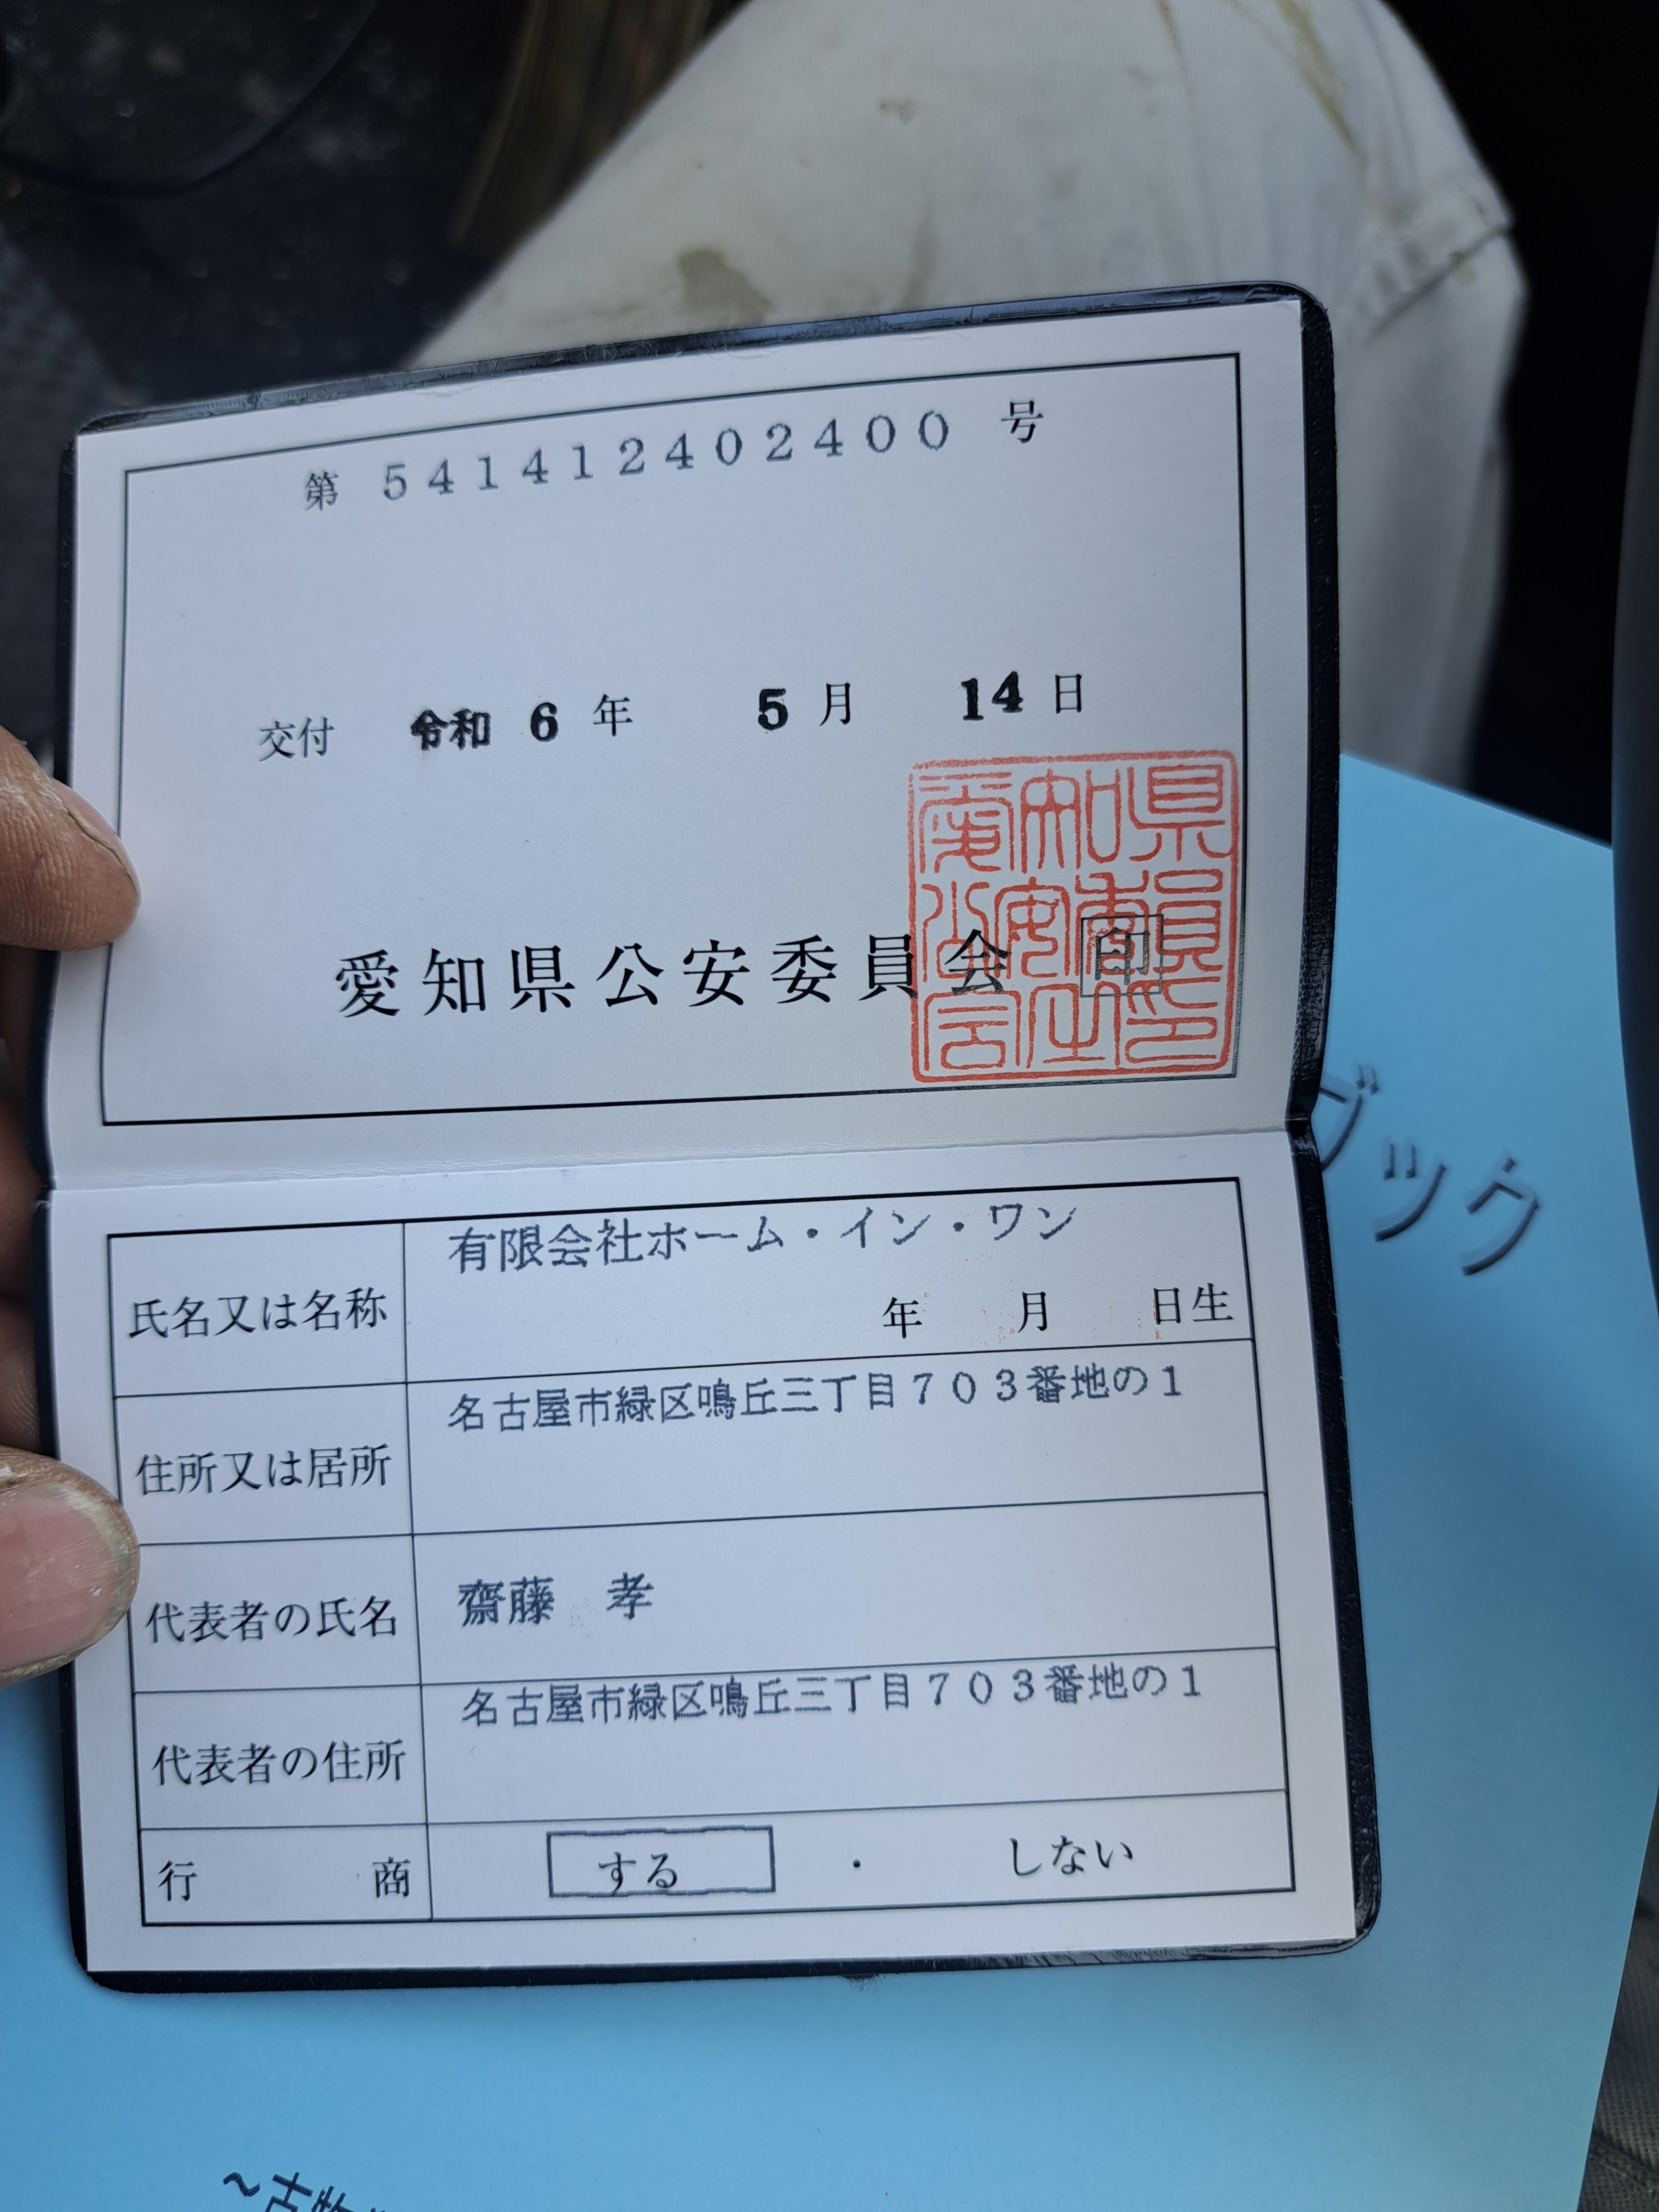 第 541412402400 号
交付 令和 6 年 5 月 14 日
愛知県公安委員会 印
氏名又は名称 有限会社ホーム・イン・ワン
年 月 日生
住所又は居所 名古屋市緑区鳴丘三丁目703番地の1
代表者の氏名 齋藤 孝
代表者の住所 名古屋市緑区鳴丘三丁目703番地の1
行商 する ・ しない
ブック
~古物